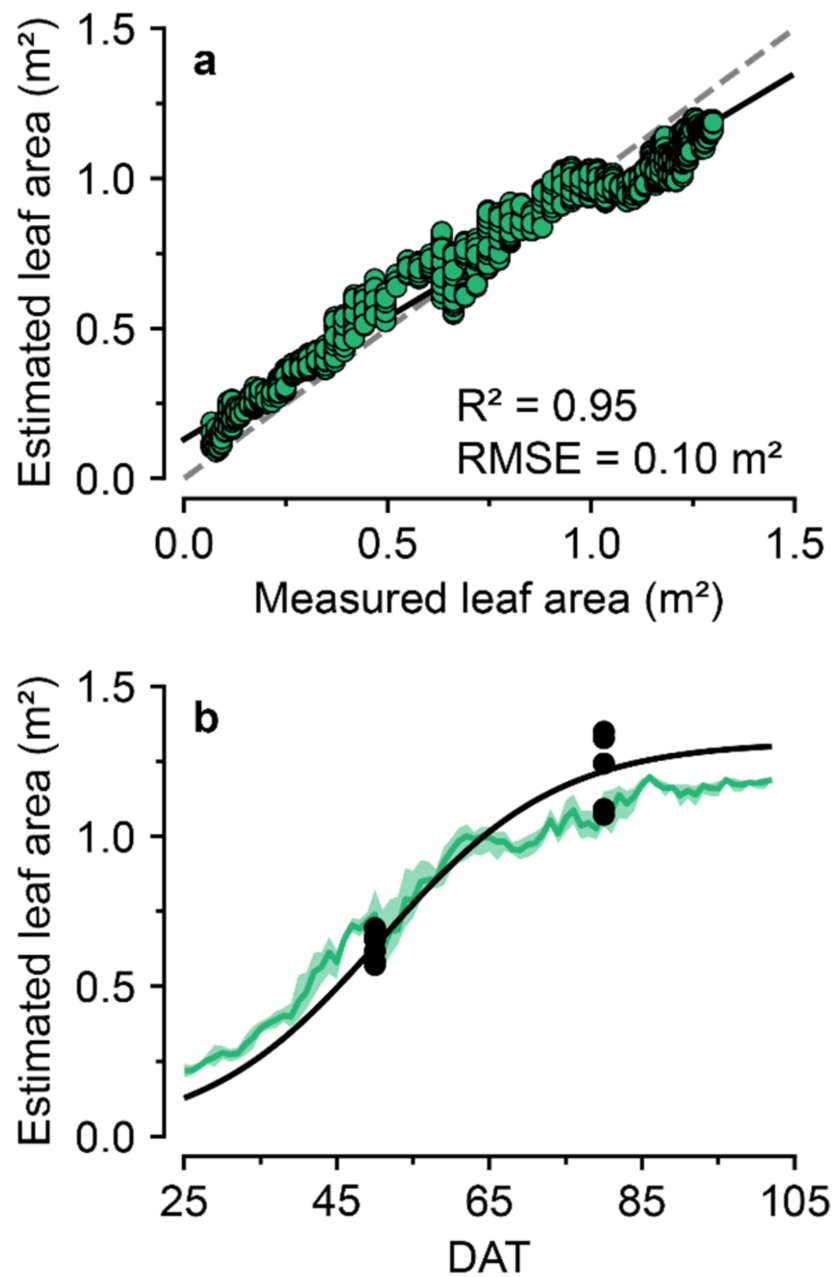 a
Estimated leaf area (m²)
1.5
1.0
0.5
0.0
R² = 0.95
RMSE = 0.10 m²
0.0 0.5 1.0 1.5
Measured leaf area (m²)
b
Estimated leaf area (m²)
1.5
1.0
0.5
0.0
25 45 65 85 105
DAT